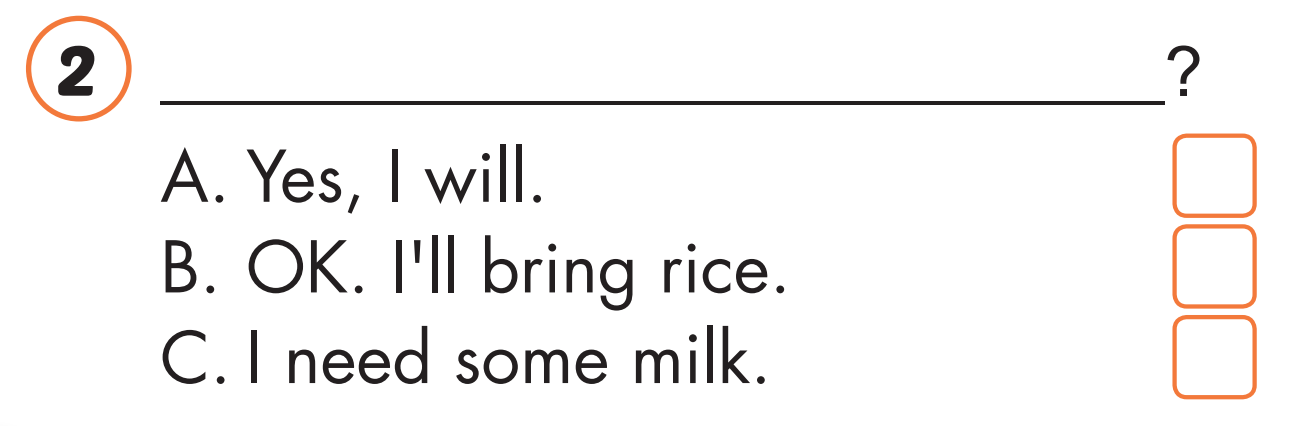 2 ?
A. Yes, I will.
B. OK. I'll bring rice.
C. I need some milk.